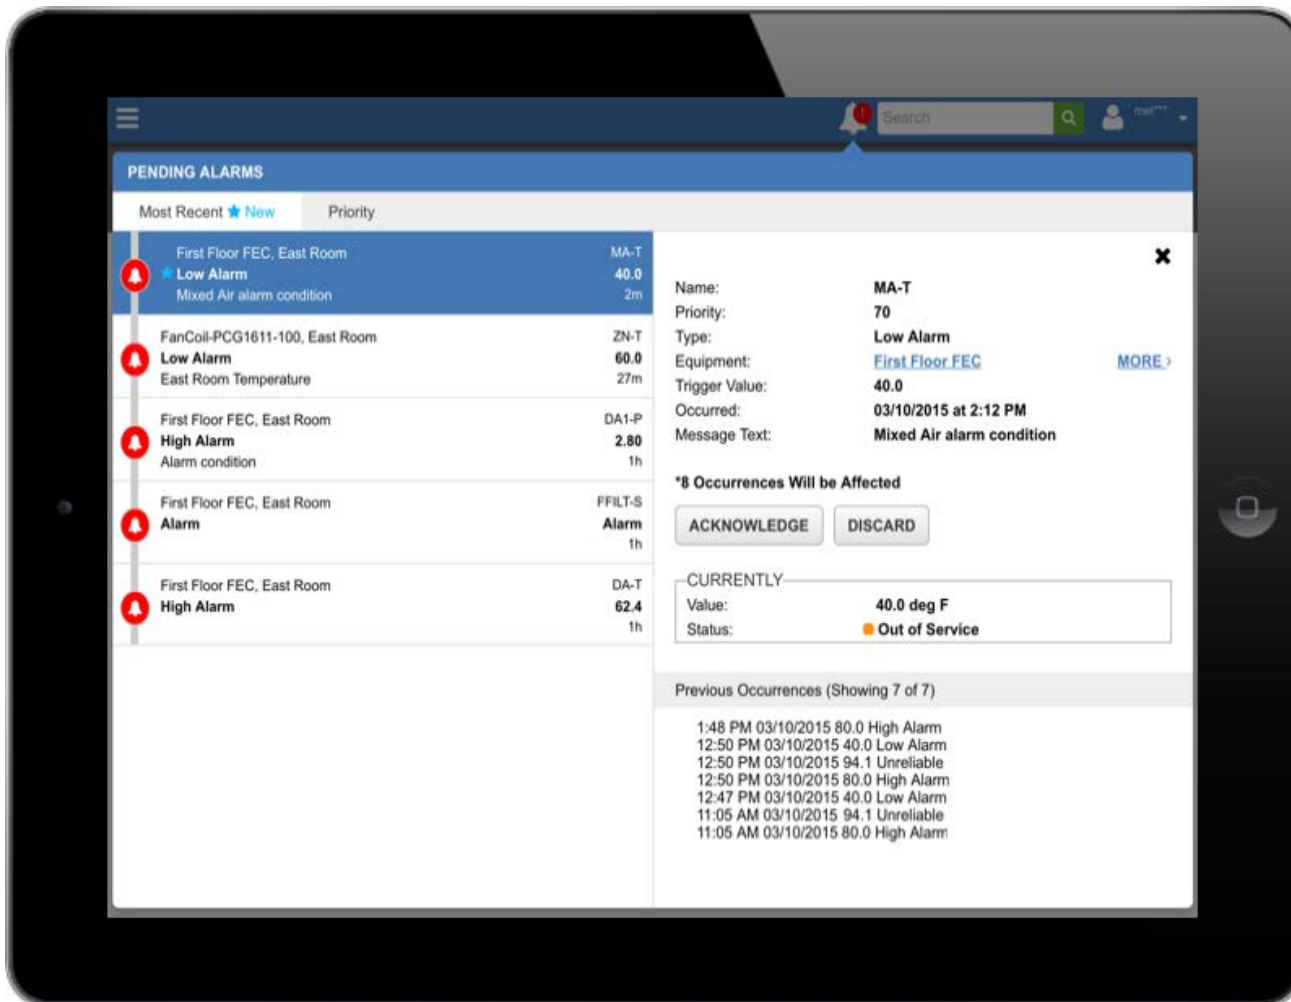 !
Search
met***
PENDING ALARMS
Most Recent ★ New
Priority
First Floor FEC, East Room MA-T
★ Low Alarm 40.0
Mixed Air alarm condition 2m
FanCoil-PCG1611-100, East Room ZN-T
Low Alarm 60.0
East Room Temperature 27m
First Floor FEC, East Room DA1-P
High Alarm 2.80
Alarm condition 1h
First Floor FEC, East Room FFILT-S
Alarm Alarm
1h
First Floor FEC, East Room DA-T
High Alarm 62.4
1h
Name: MA-T
Priority: 70
Type: Low Alarm
Equipment: First Floor FEC MORE >
Trigger Value: 40.0
Occurred: 03/10/2015 at 2:12 PM
Message Text: Mixed Air alarm condition
*8 Occurrences Will be Affected
ACKNOWLEDGE DISCARD
CURRENTLY
Value: 40.0 deg F
Status: Out of Service
Previous Occurrences (Showing 7 of 7)
1:48 PM 03/10/2015 80.0 High Alarm
12:50 PM 03/10/2015 40.0 Low Alarm
12:50 PM 03/10/2015 94.1 Unreliable
12:50 PM 03/10/2015 80.0 High Alarm
12:47 PM 03/10/2015 40.0 Low Alarm
11:05 AM 03/10/2015 94.1 Unreliable
11:05 AM 03/10/2015 80.0 High Alarm